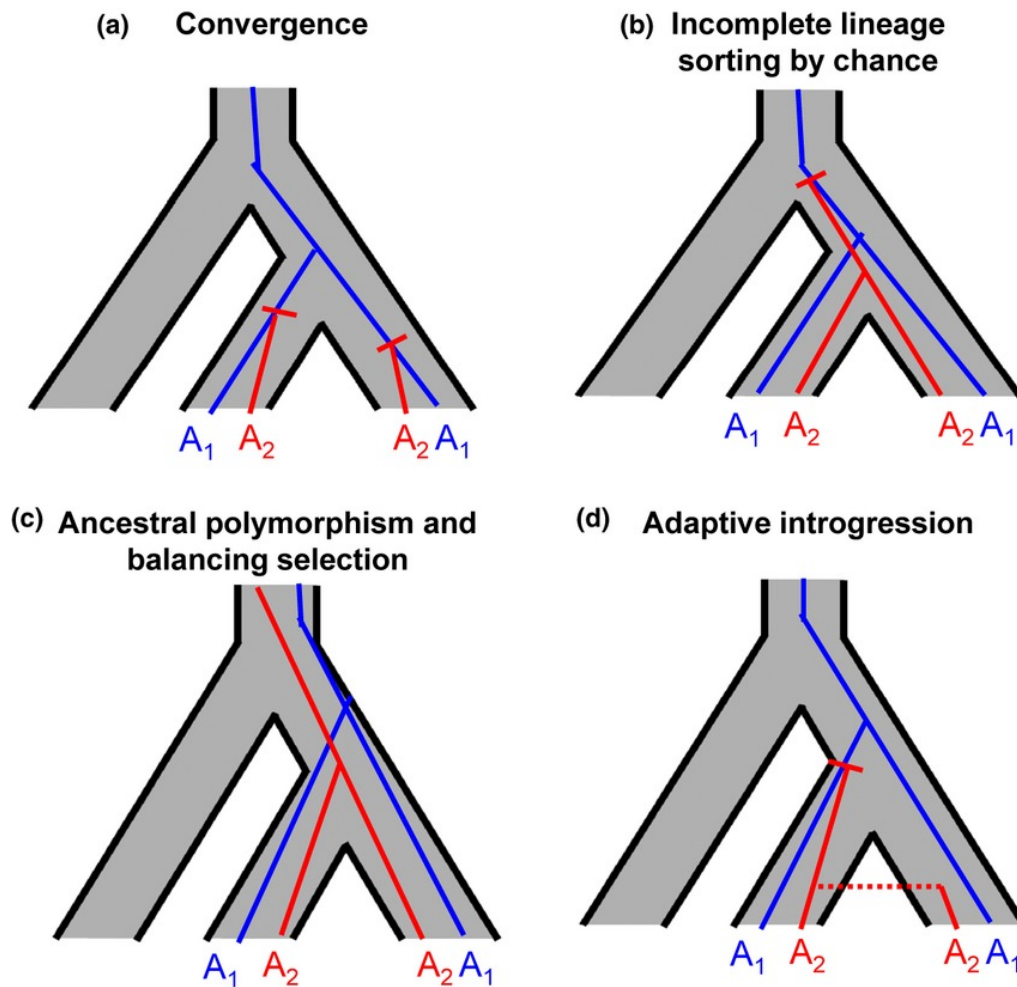 (a) Convergence
(b) Incomplete lineage
sorting by chance
A₁ A₂ A₂ A₁
A₁ A₂ A₂ A₁
(c) Ancestral polymorphism and
balancing selection
(d) Adaptive introgression
A₁ A₂ A₂ A₁
A₁ A₂ A₂ A₁